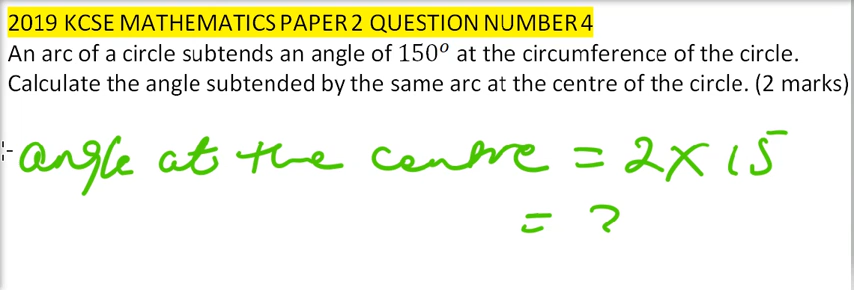 2019 KCSE MATHEMATICS PAPER 2 QUESTION NUMBER 4
An arc of a circle subtends an angle of 150° at the circumference of the circle.
Calculate the angle subtended by the same arc at the centre of the circle. (2 marks)
angle at the centre = 2 × 15
= ?